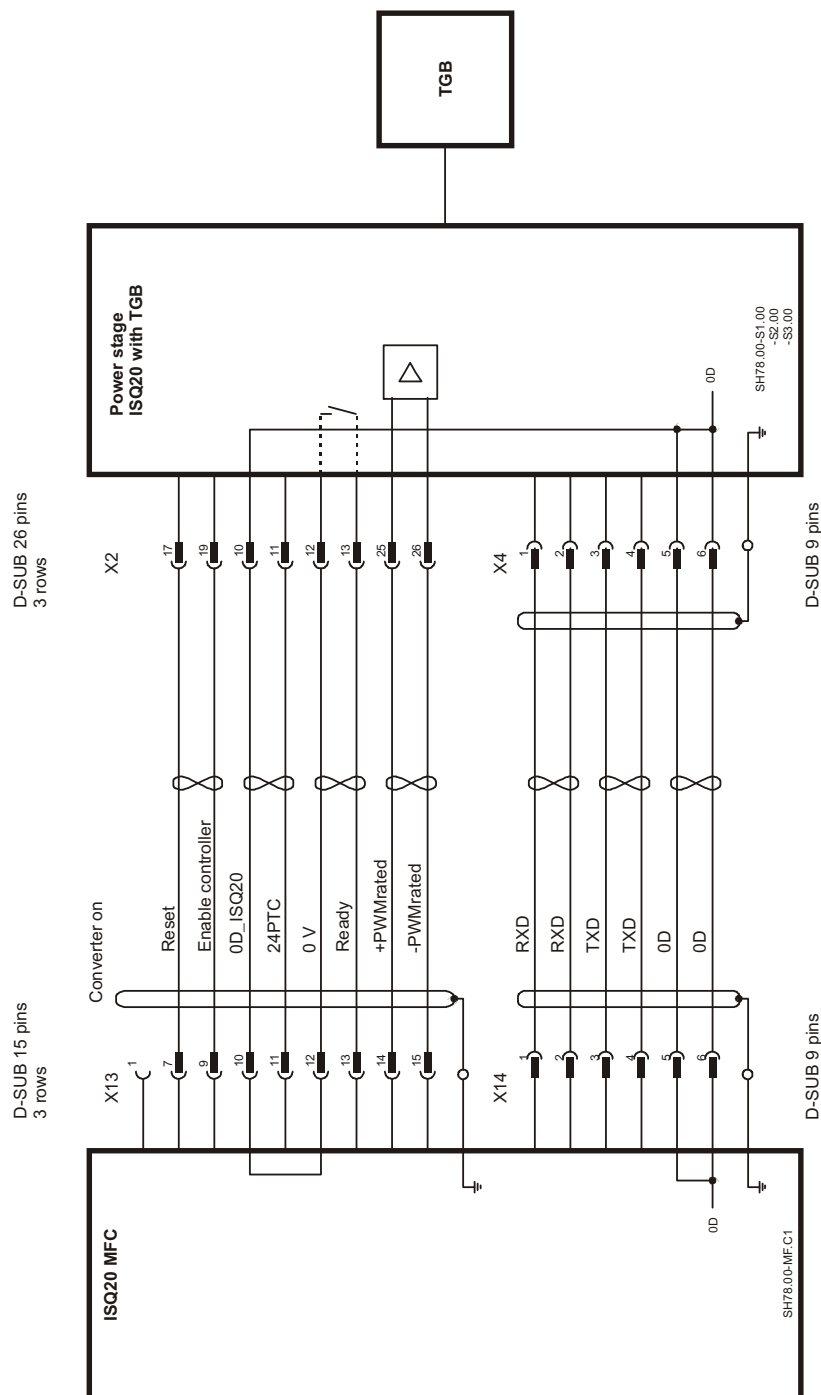 TGB
Power stage
ISQ20 with TGB
SH78.00-S1.00
-S2.00
-S3.00
0D
D-SUB 26 pins
3 rows
X2
17
19
10
11
12
13
25
26
X4
1
2
3
4
5
6
D-SUB 9 pins
Converter on
Reset
Enable controller
0D_ISQ20
24PTC
0 V
Ready
+PWMrated
-PWMrated
RXD
RXD
TXD
TXD
0D
0D
D-SUB 15 pins
3 rows
X13
1
7
9
10
11
12
13
14
15
X14
1
2
3
4
5
6
D-SUB 9 pins
ISQ20 MFC
0D
SH78.00-MF.C1